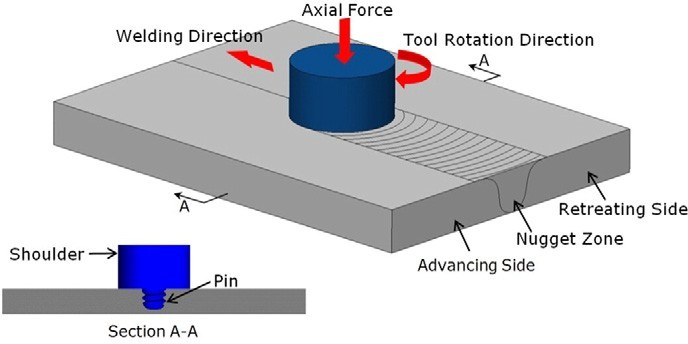 Axial Force
Welding Direction
Tool Rotation Direction
A
A
Retreating Side
Nugget Zone
Advancing Side
Shoulder
Pin
Section A-A